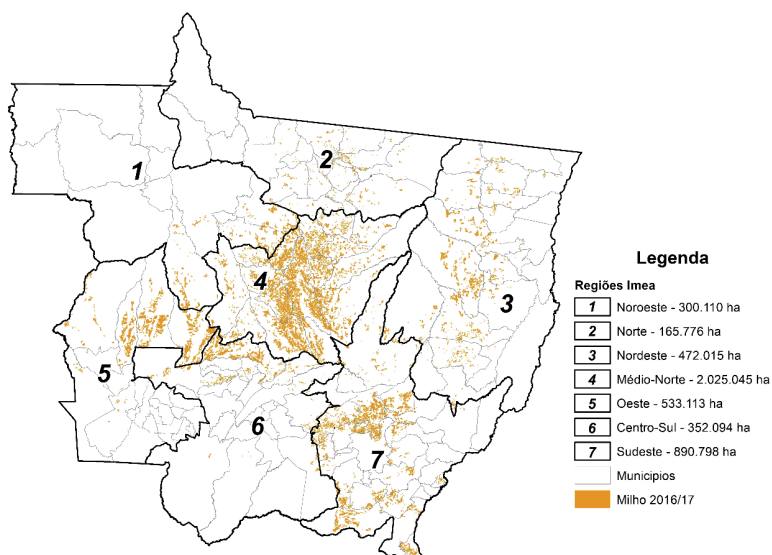 1
2
3
4
5
6
7
Legenda
Regiões Imea
1 Noroeste - 300.110 ha
2 Norte - 165.776 ha
3 Nordeste - 472.015 ha
4 Médio-Norte - 2.025.045 ha
5 Oeste - 533.113 ha
6 Centro-Sul - 352.094 ha
7 Sudeste - 890.798 ha
Municipios
Milho 2016/17